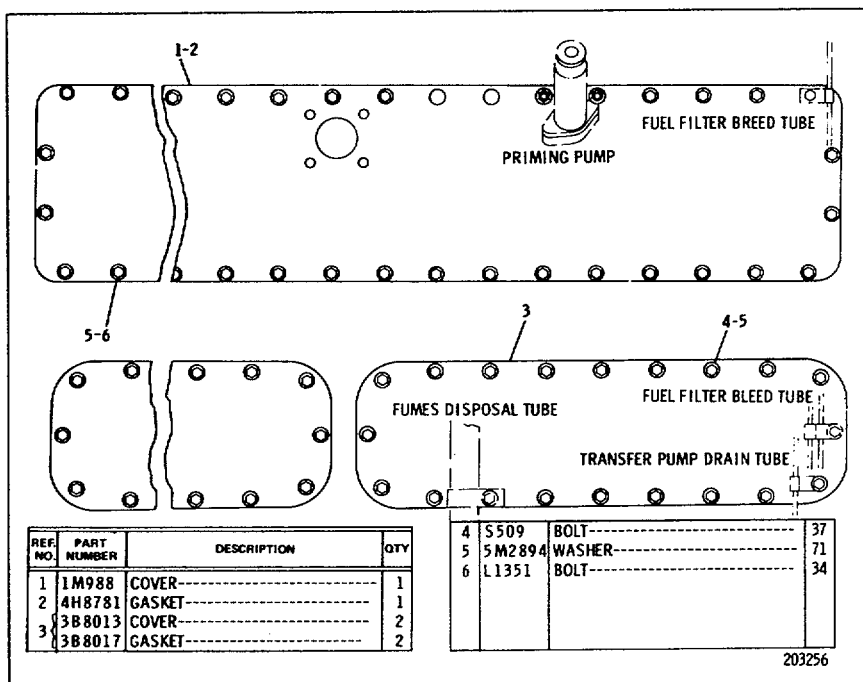 1-2
FUEL FILTER BREED TUBE
PRIMING PUMP
5-6
3
4-5
FUMES DISPOSAL TUBE
FUEL FILTER BLEED TUBE
TRANSFER PUMP DRAIN TUBE
REF. NO. PART NUMBER DESCRIPTION QTY
1 1M988 COVER 1
2 4H8781 GASKET 1
3 3B8013 COVER 2
3B8017 GASKET 2
4 S509 BOLT 37
5 5M2894 WASHER 71
6 L1351 BOLT 34
203256